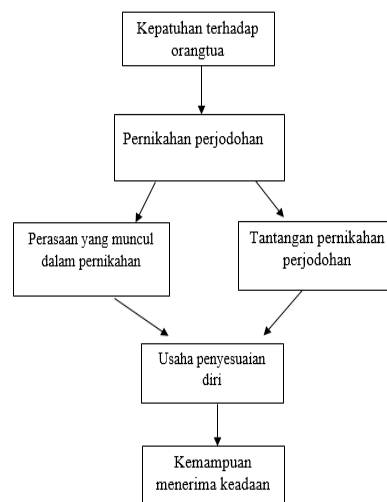 Kepatuhan terhadap
orangtua
Pernikahan perjodohan
Perasaan yang muncul
dalam pernikahan
Tantangan pernikahan
perjodohan
Usaha penyesuaian
diri
Kemampuan
menerima keadaan